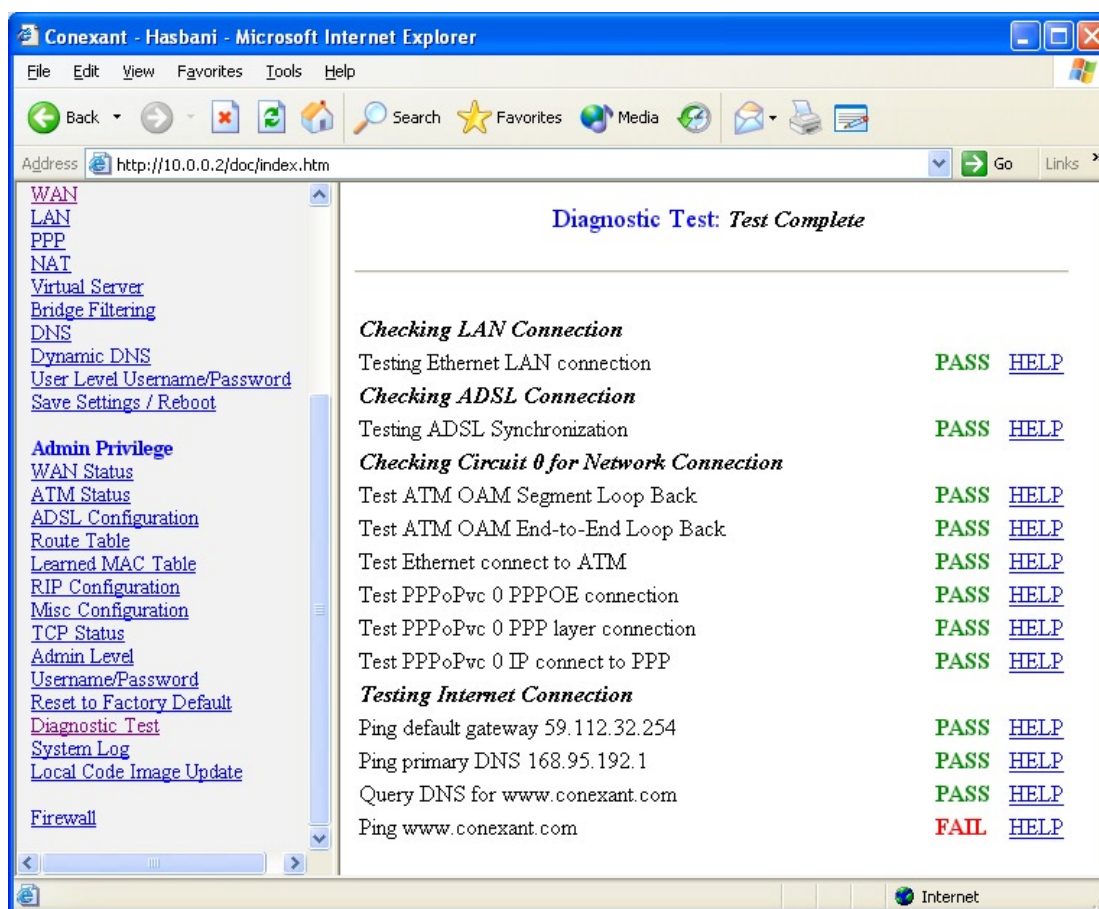 Conexant - Hasbani - Microsoft Internet Explorer
File Edit View Favorites Tools Help
Back Search Favorites Media
Address http://10.0.0.2/doc/index.htm Go Links »
WAN
LAN
PPP
NAT
Virtual Server
Bridge Filtering
DNS
Dynamic DNS
User Level Username/Password
Save Settings / Reboot
Admin Privilege
WAN Status
ATM Status
ADSL Configuration
Route Table
Learned MAC Table
RIP Configuration
Misc Configuration
TCP Status
Admin Level
Username/Password
Reset to Factory Default
Diagnostic Test
System Log
Local Code Image Update
Firewall
Diagnostic Test: Test Complete
Checking LAN Connection
Testing Ethernet LAN connection PASS HELP
Checking ADSL Connection
Testing ADSL Synchronization PASS HELP
Checking Circuit 0 for Network Connection
Test ATM OAM Segment Loop Back PASS HELP
Test ATM OAM End-to-End Loop Back PASS HELP
Test Ethernet connect to ATM PASS HELP
Test PPPoPvc 0 PPPOE connection PASS HELP
Test PPPoPvc 0 PPP layer connection PASS HELP
Test PPPoPvc 0 IP connect to PPP PASS HELP
Testing Internet Connection
Ping default gateway 59.112.32.254 PASS HELP
Ping primary DNS 168.95.192.1 PASS HELP
Query DNS for www.conexant.com PASS HELP
Ping www.conexant.com FAIL HELP
Internet